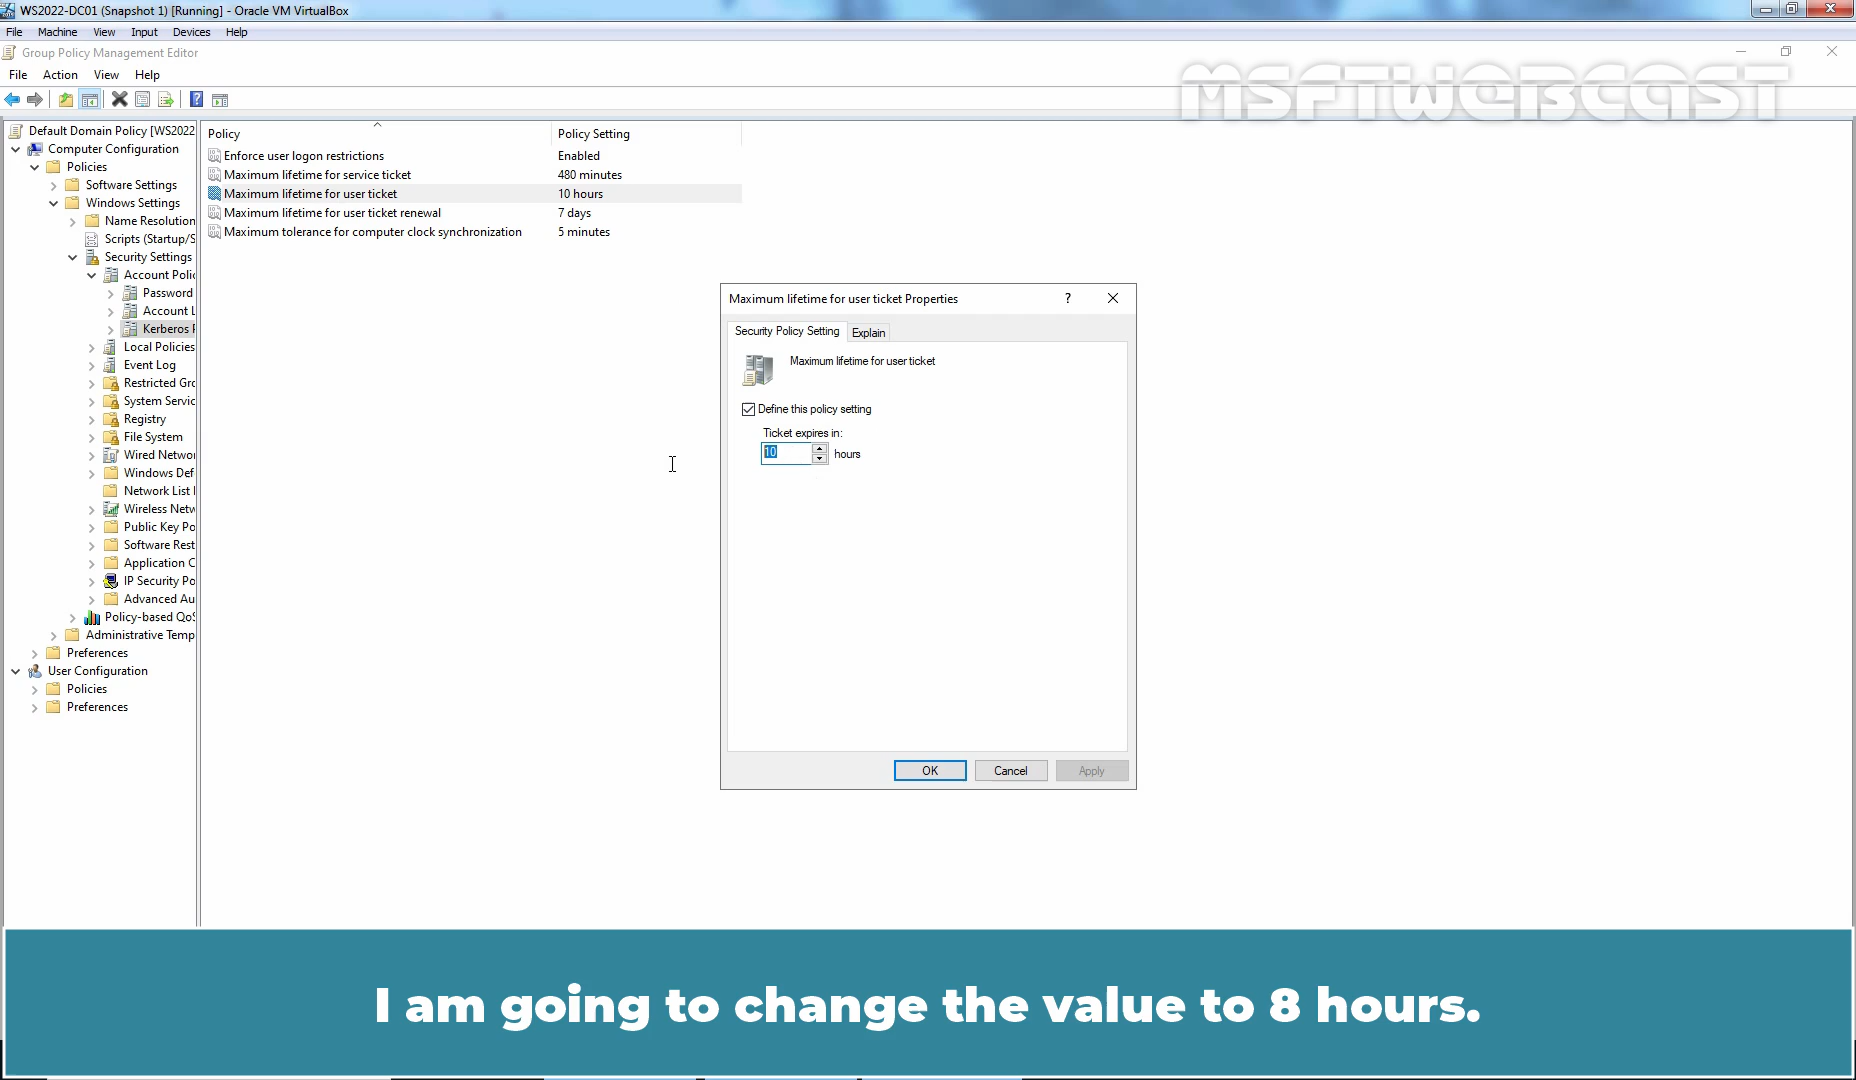 WS2022-DC01 (Snapshot 1) [Running] - Oracle VM VirtualBox
File Machine View Input Devices Help
Group Policy Management Editor
File Action View Help
MSFTWEBCAST
Default Domain Policy [WS2022
Computer Configuration
Policies
Software Settings
Windows Settings
Name Resolution
Scripts (Startup/S
Security Settings
Account Polic
Password
Account L
Kerberos P
Local Policies
Event Log
Restricted Gro
System Servic
Registry
File System
Wired Networ
Windows Def
Network List I
Wireless Netw
Public Key Po
Software Rest
Application C
IP Security Po
Advanced Au
Policy-based QoS
Administrative Temp
Preferences
User Configuration
Policies
Preferences
Policy Policy Setting
Enforce user logon restrictions Enabled
Maximum lifetime for service ticket 480 minutes
Maximum lifetime for user ticket 10 hours
Maximum lifetime for user ticket renewal 7 days
Maximum tolerance for computer clock synchronization 5 minutes
Maximum lifetime for user ticket Properties ?
Security Policy Setting Explain
Maximum lifetime for user ticket
Define this policy setting
Ticket expires in:
10 hours
OK Cancel Apply
I am going to change the value to 8 hours.